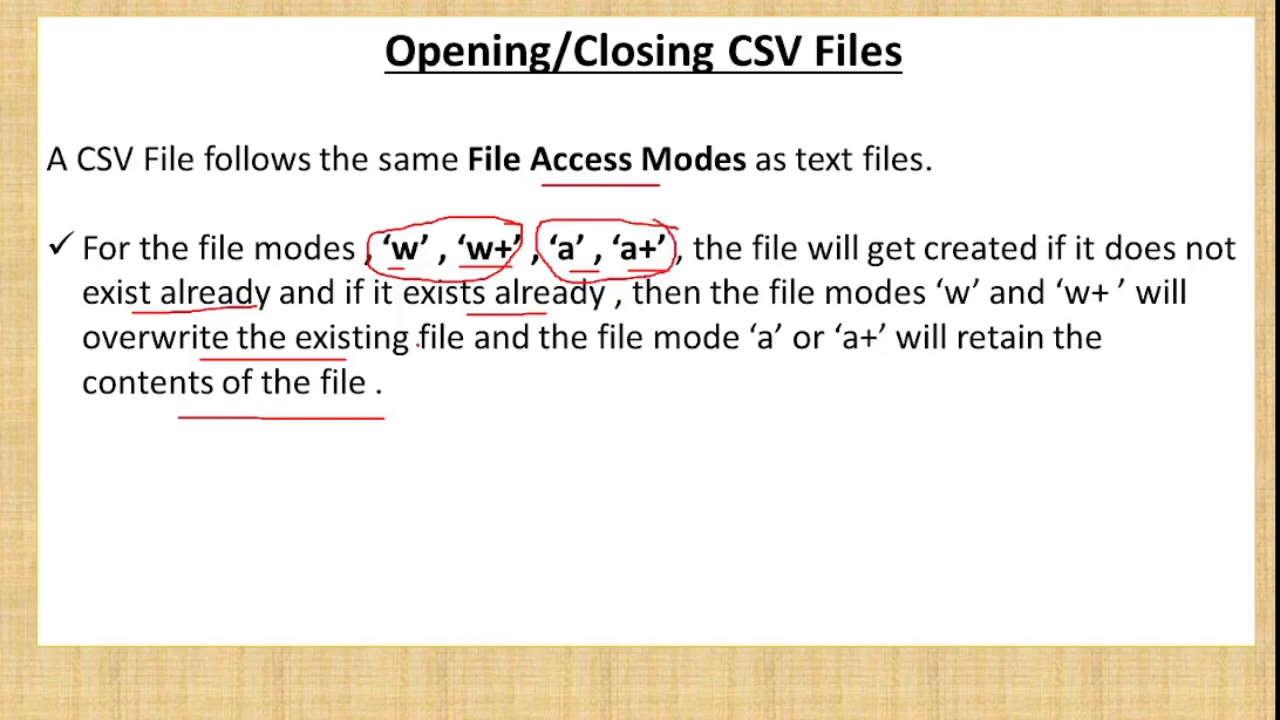 Opening/Closing CSV Files
A CSV File follows the same File Access Modes as text files.
✓ For the file modes , ‘w’ , ‘w+’ , ‘a’ , ‘a+’ , the file will get created if it does not
exist already and if it exists already , then the file modes ‘w’ and ‘w+ ’ will
overwrite the existing file and the file mode ‘a’ or ‘a+’ will retain the
contents of the file .